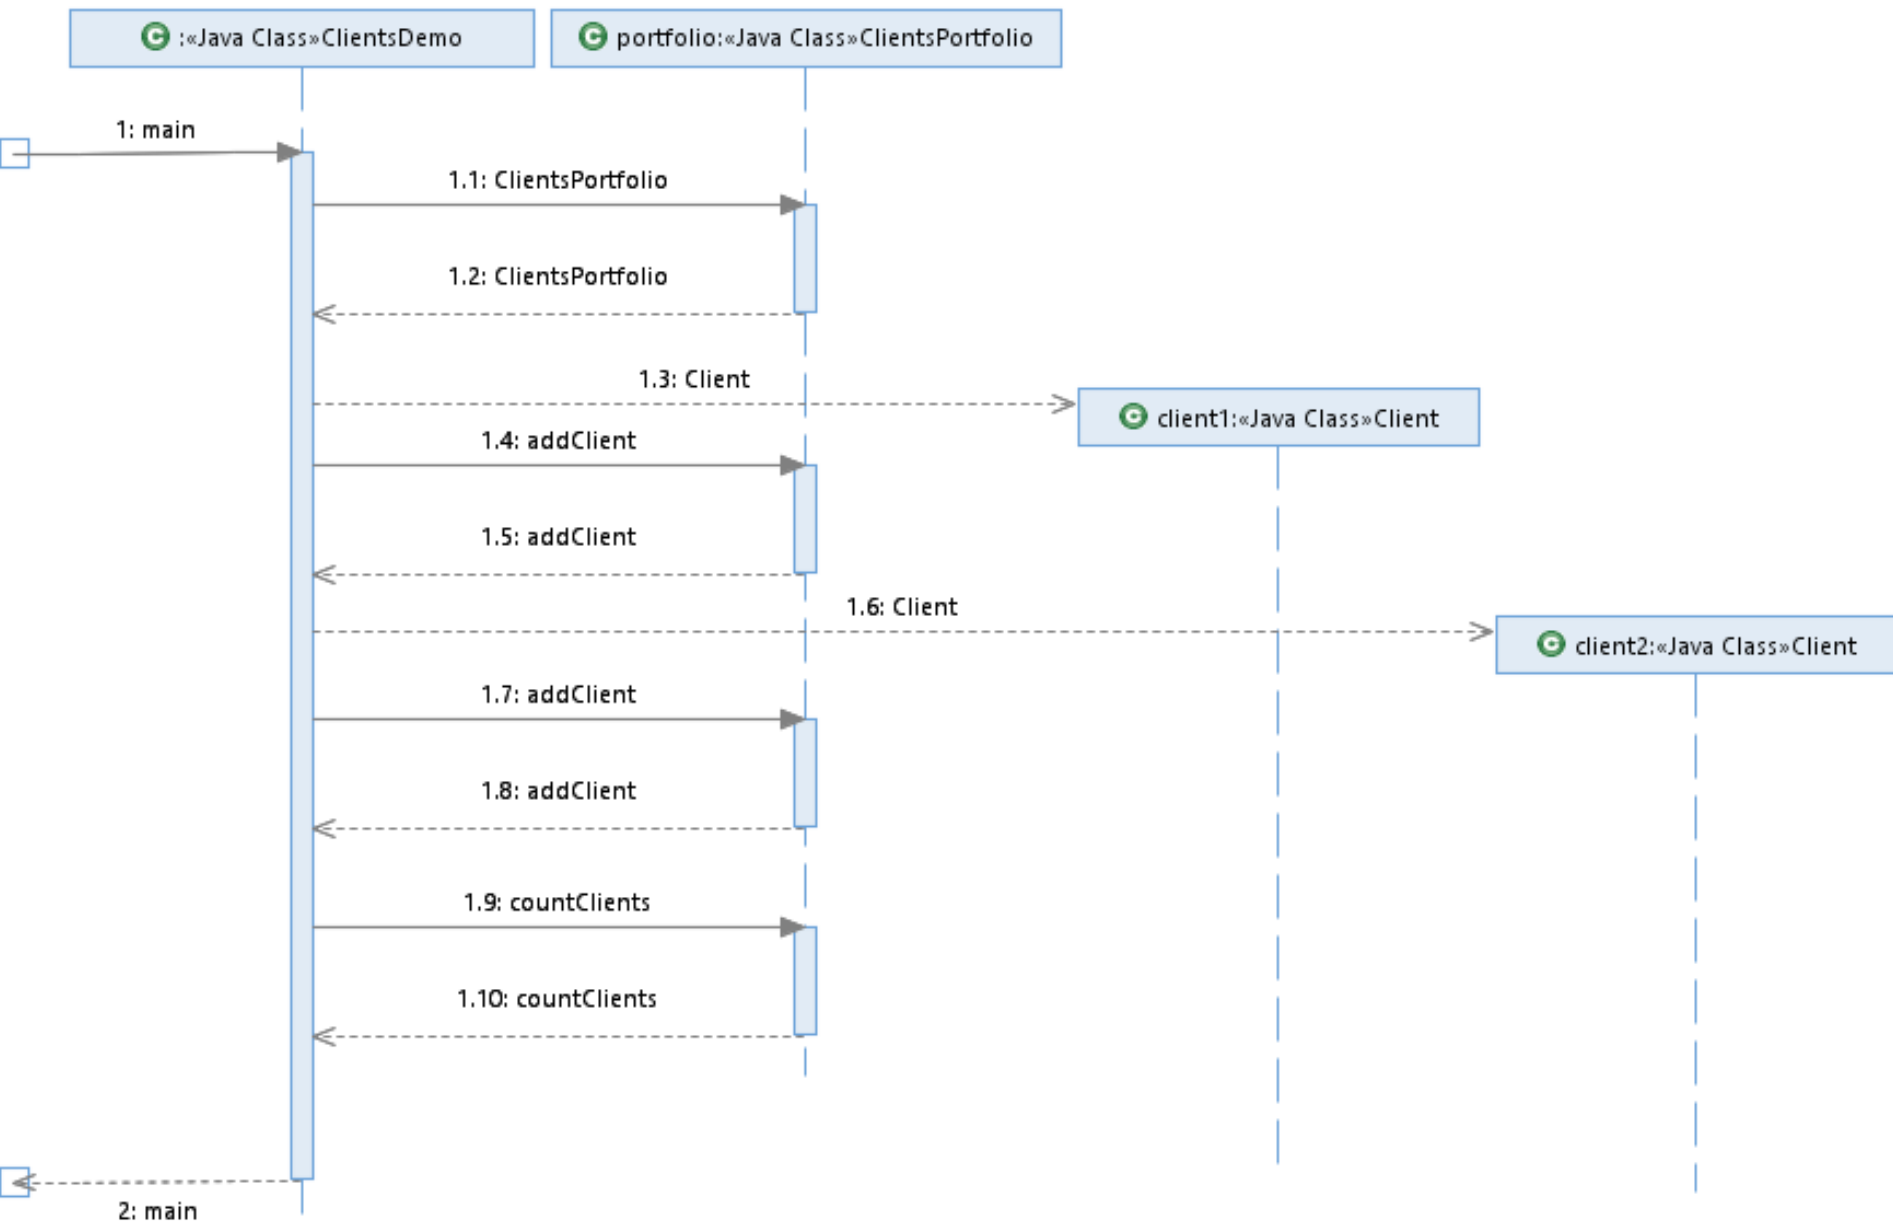 :«Java Class»ClientsDemo
portfolio:«Java Class»ClientsPortfolio
1: main
1.1: ClientsPortfolio
1.2: ClientsPortfolio
1.3: Client
client1:«Java Class»Client
1.4: addClient
1.5: addClient
1.6: Client
client2:«Java Class»Client
1.7: addClient
1.8: addClient
1.9: countClients
1.10: countClients
2: main